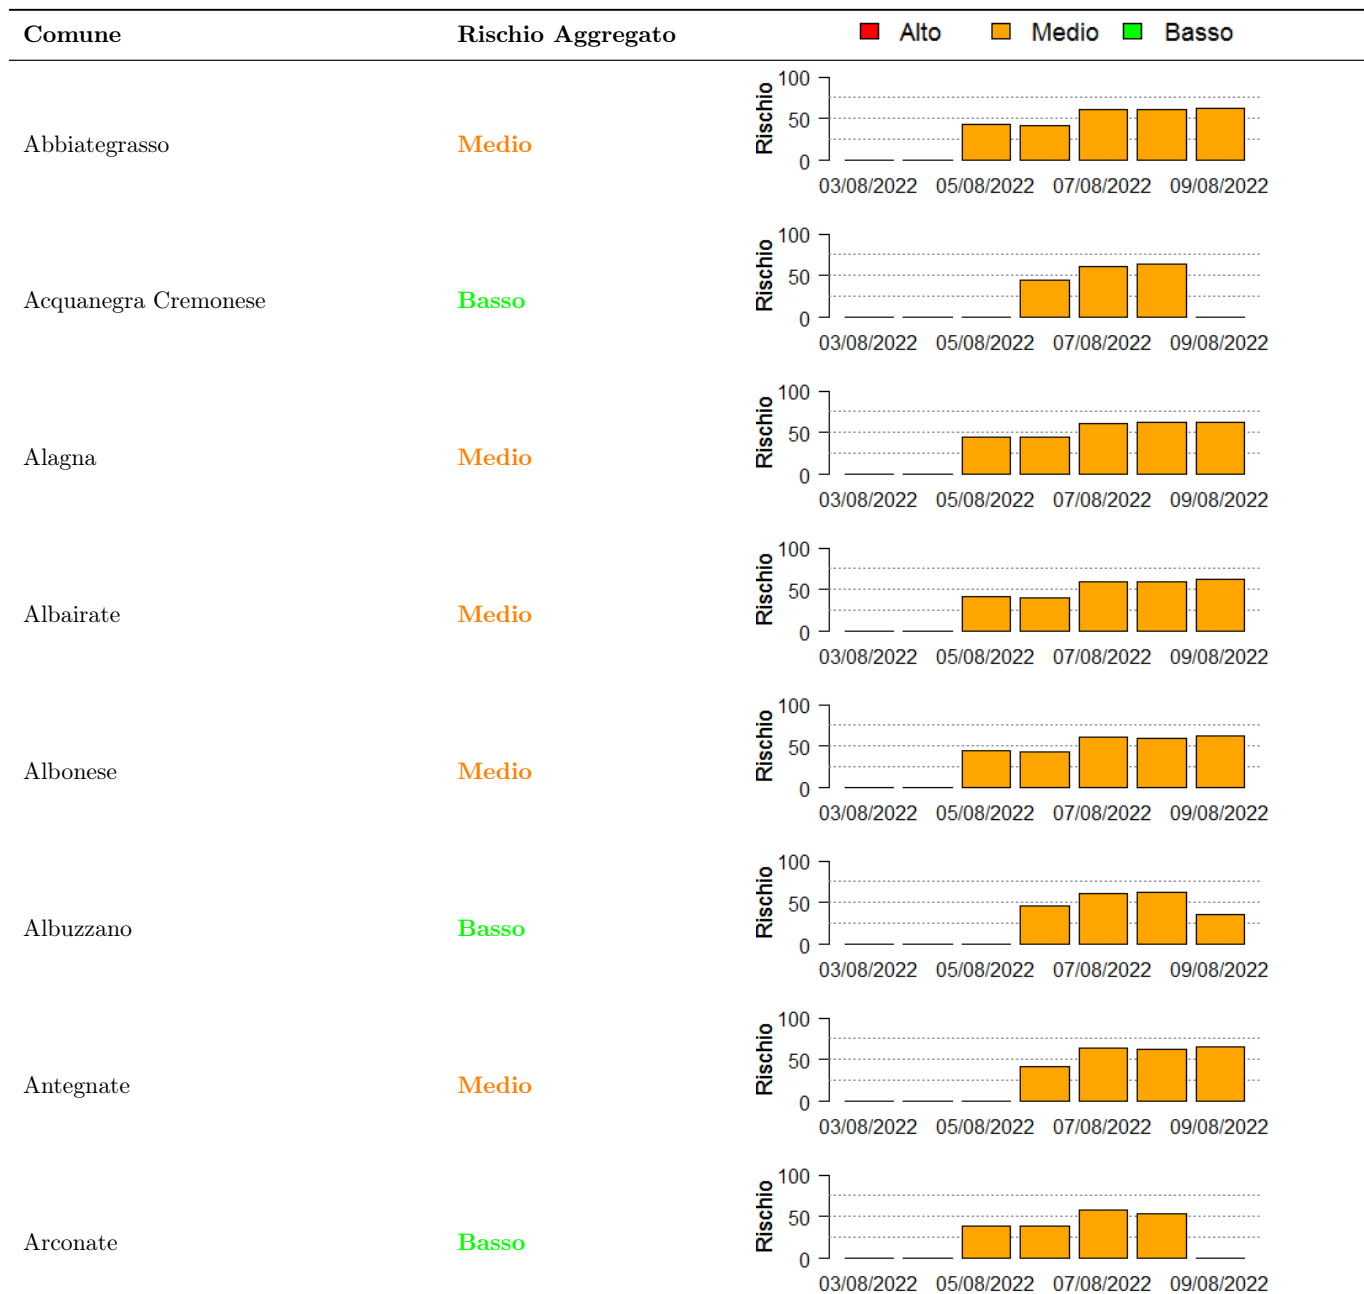 Comune Rischio Aggregato Alto Medio Basso
100
Rischio
50
Abbiategrasso Medio
0
03/08/2022 05/08/2022 07/08/2022 09/08/2022
100
Rischio
50
Acquanegra Cremonese Basso
0
03/08/2022 05/08/2022 07/08/2022 09/08/2022
100
Rischio
50
Alagna Medio
0
03/08/2022 05/08/2022 07/08/2022 09/08/2022
100
Rischio
50
Albairate Medio
0
03/08/2022 05/08/2022 07/08/2022 09/08/2022
100
Rischio
50
Albonese Medio
0
03/08/2022 05/08/2022 07/08/2022 09/08/2022
100
Rischio
50
Albuzzano Basso
0
03/08/2022 05/08/2022 07/08/2022 09/08/2022
100
Rischio
50
Antegnate Medio
0
03/08/2022 05/08/2022 07/08/2022 09/08/2022
100
Rischio
50
Arconate Basso
0
03/08/2022 05/08/2022 07/08/2022 09/08/2022